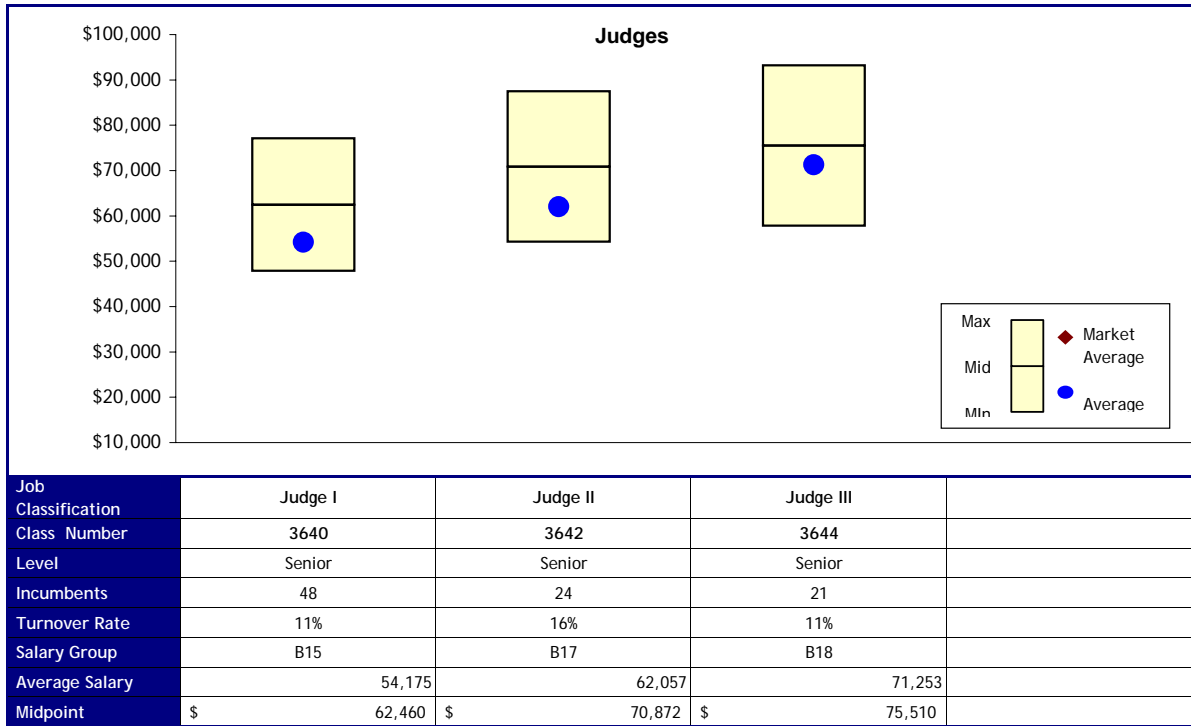 Judges
$100,000
$90,000
$80,000
$70,000
$60,000
$50,000
$40,000
$30,000
$20,000
$10,000
Max
Mid
MIn
Market
Average
Average
Job
Classification Judge I Judge II Judge III
Class Number 3640 3642 3644
Level Senior Senior Senior
Incumbents 48 24 21
Turnover Rate 11% 16% 11%
Salary Group B15 B17 B18
Average Salary 54,175 62,057 71,253
Midpoint $ 62,460 $ 70,872 $ 75,510